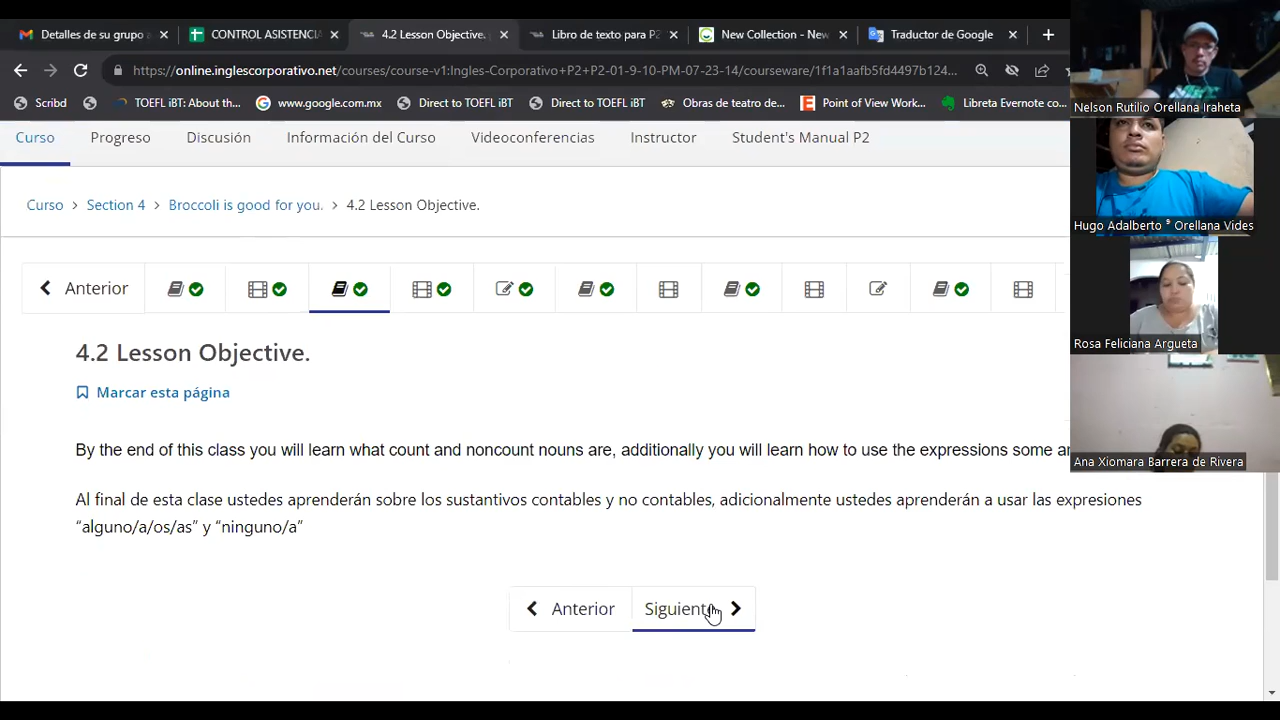 Detalles de su grupo
CONTROL ASISTENCIA
4.2 Lesson Objective.
Libro de texto para P2
New Collection - New
Traductor de Google
https://online.inglescorporativo.net/courses/course-v1:Ingles-Corporativo+P2+P2-01-9-10-PM-07-23-14/courseware/1f1a1aafb5fd4497b124...
Scribd
TOEFL iBT: About th...
www.google.com.mx
Direct to TOEFL iBT
Direct to TOEFL iBT
Obras de teatro de...
Point of View Work...
Libreta Evernote co...
Curso
Progreso
Discusión
Información del Curso
Videoconferencias
Instructor
Student's Manual P2
Curso > Section 4 > Broccoli is good for you. > 4.2 Lesson Objective.
Anterior
4.2 Lesson Objective.
Marcar esta página
By the end of this class you will learn what count and noncount nouns are, additionally you will learn how to use the expressions some
Al final de esta clase ustedes aprenderán sobre los sustantivos contables y no contables, adicionalmente ustedes aprenderán a usar las expresiones
“alguno/a/os/as” y “ninguno/a”
Anterior
Siguiente
Nelson Rutilio Orellana Iraheta
Hugo Adalberto ⁹ Orellana Vides
Rosa Feliciana Argueta
Ana Xiomara Barrera de Rivera